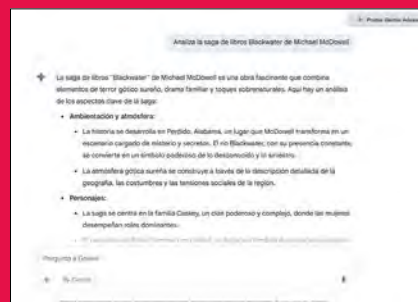 Probar Gemini Advan
Analiza la saga de libros Blackwater de Michael McDowell
La saga de libros "Blackwater" de Michael McDowell es una obra fascinante que combina
elementos de terror gótico sureño, drama familiar y toques sobrenaturales. Aquí hay un análisis
de los aspectos clave de la saga:
• Ambientación y atmósfera:
• La historia se desarrolla en Perdido, Alabama, un lugar que McDowell transforma en un
escenario cargado de misterio y secretos. El río Blackwater, con su presencia constante,
se convierte en un símbolo poderoso de lo desconocido y lo siniestro.
• La atmósfera gótica sureña se construye a través de la descripción detallada de la
geografía, las costumbres y las tensiones sociales de la región.
• Personajes:
• La saga se centra en la familia Caskey, un clan poderoso y complejo, donde las mujeres
desempeñan roles dominantes.
Pregunta a Gemini
+ Canvas